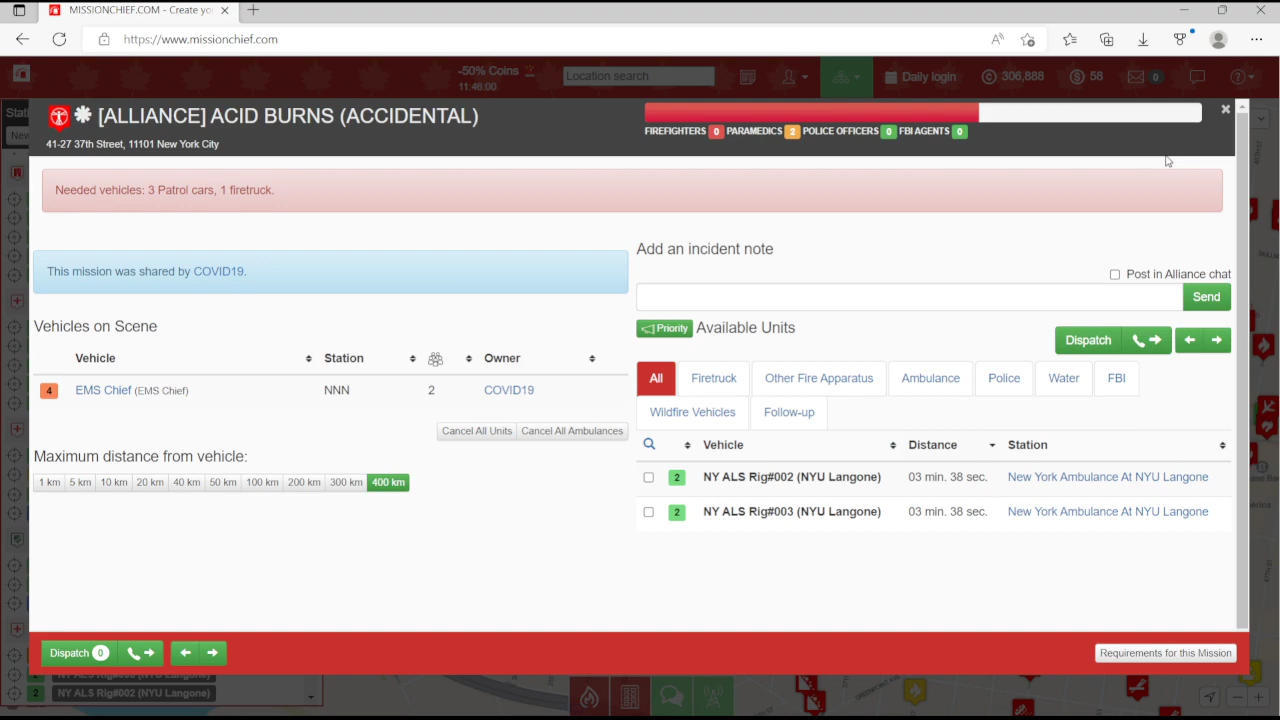 MISSIONCHIEF.COM - Create yo
https://www.missionchief.com
-50% Coins
11:46:00
Location search
Daily login
306,888
58
0
[ALLIANCE] ACID BURNS (ACCIDENTAL)
41-27 37th Street, 11101 New York City
FIREFIGHTERS 0 PARAMEDICS 2 POLICE OFFICERS 0 FBI AGENTS 0
Needed vehicles: 3 Patrol cars, 1 firetruck.
This mission was shared by COVID19.
Vehicles on Scene
Vehicle Station Owner
4 EMS Chief (EMS Chief) NNN 2 COVID19
Cancel All Units Cancel All Ambulances
Maximum distance from vehicle:
1 km 5 km 10 km 20 km 40 km 50 km 100 km 200 km 300 km 400 km
Add an incident note
Post in Alliance chat
Send
Priority Available Units
Dispatch
All Firetruck Other Fire Apparatus Ambulance Police Water FBI
Wildfire Vehicles Follow-up
Vehicle Distance Station
2 NY ALS Rig#002 (NYU Langone) 03 min. 38 sec. New York Ambulance At NYU Langone
2 NY ALS Rig#003 (NYU Langone) 03 min. 38 sec. New York Ambulance At NYU Langone
Dispatch 0
Requirements for this Mission
2 NY ALS Rig#002 (NYU Langone)